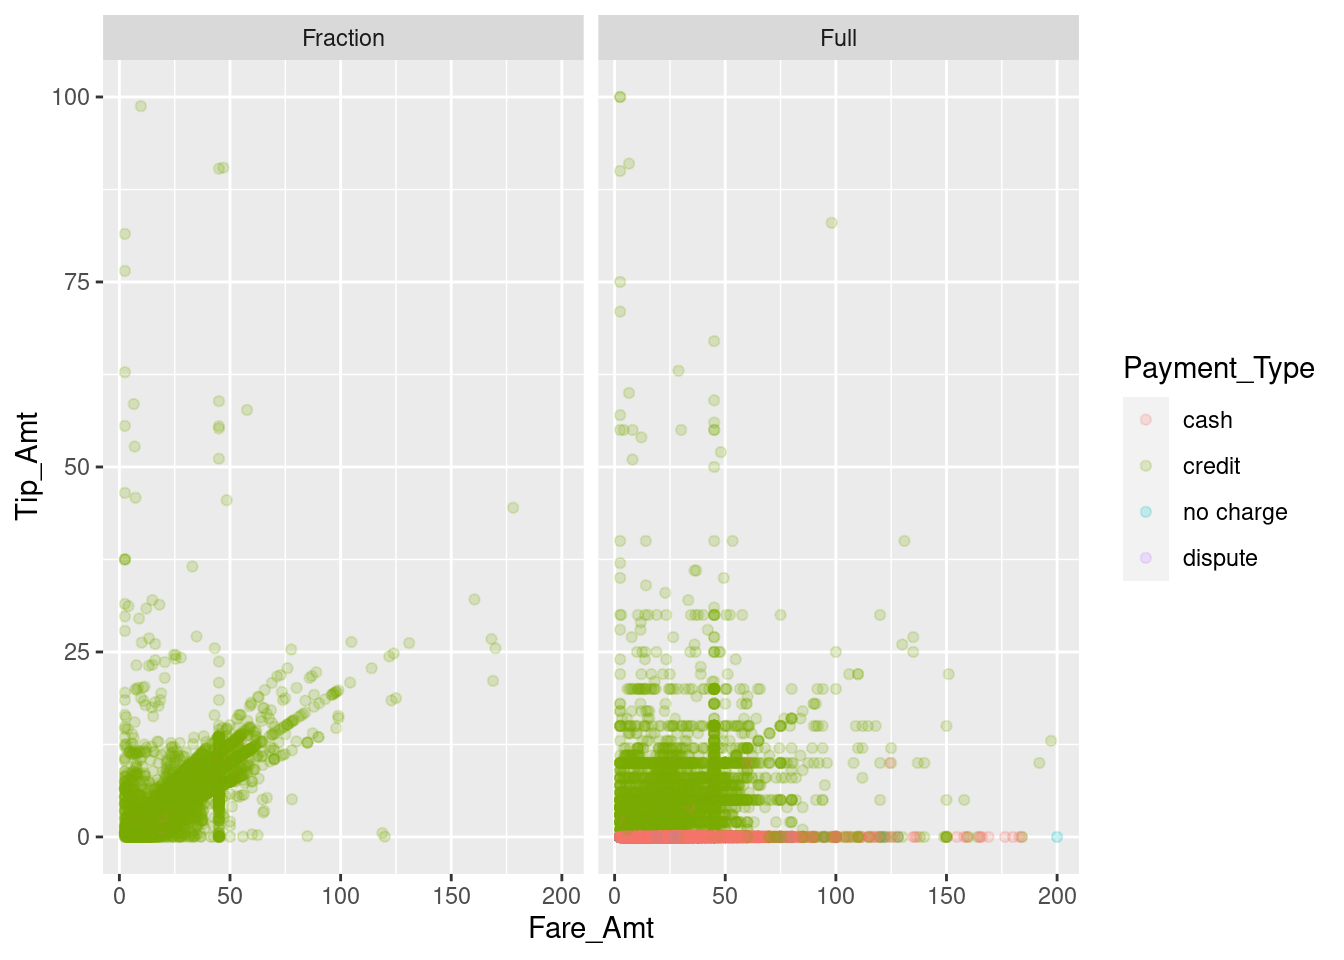 Fraction
Full
100
75
50
25
0
Tip_Amt
0 50 100 150 200
0 50 100 150 200
Fare_Amt
Payment_Type
cash
credit
no charge
dispute